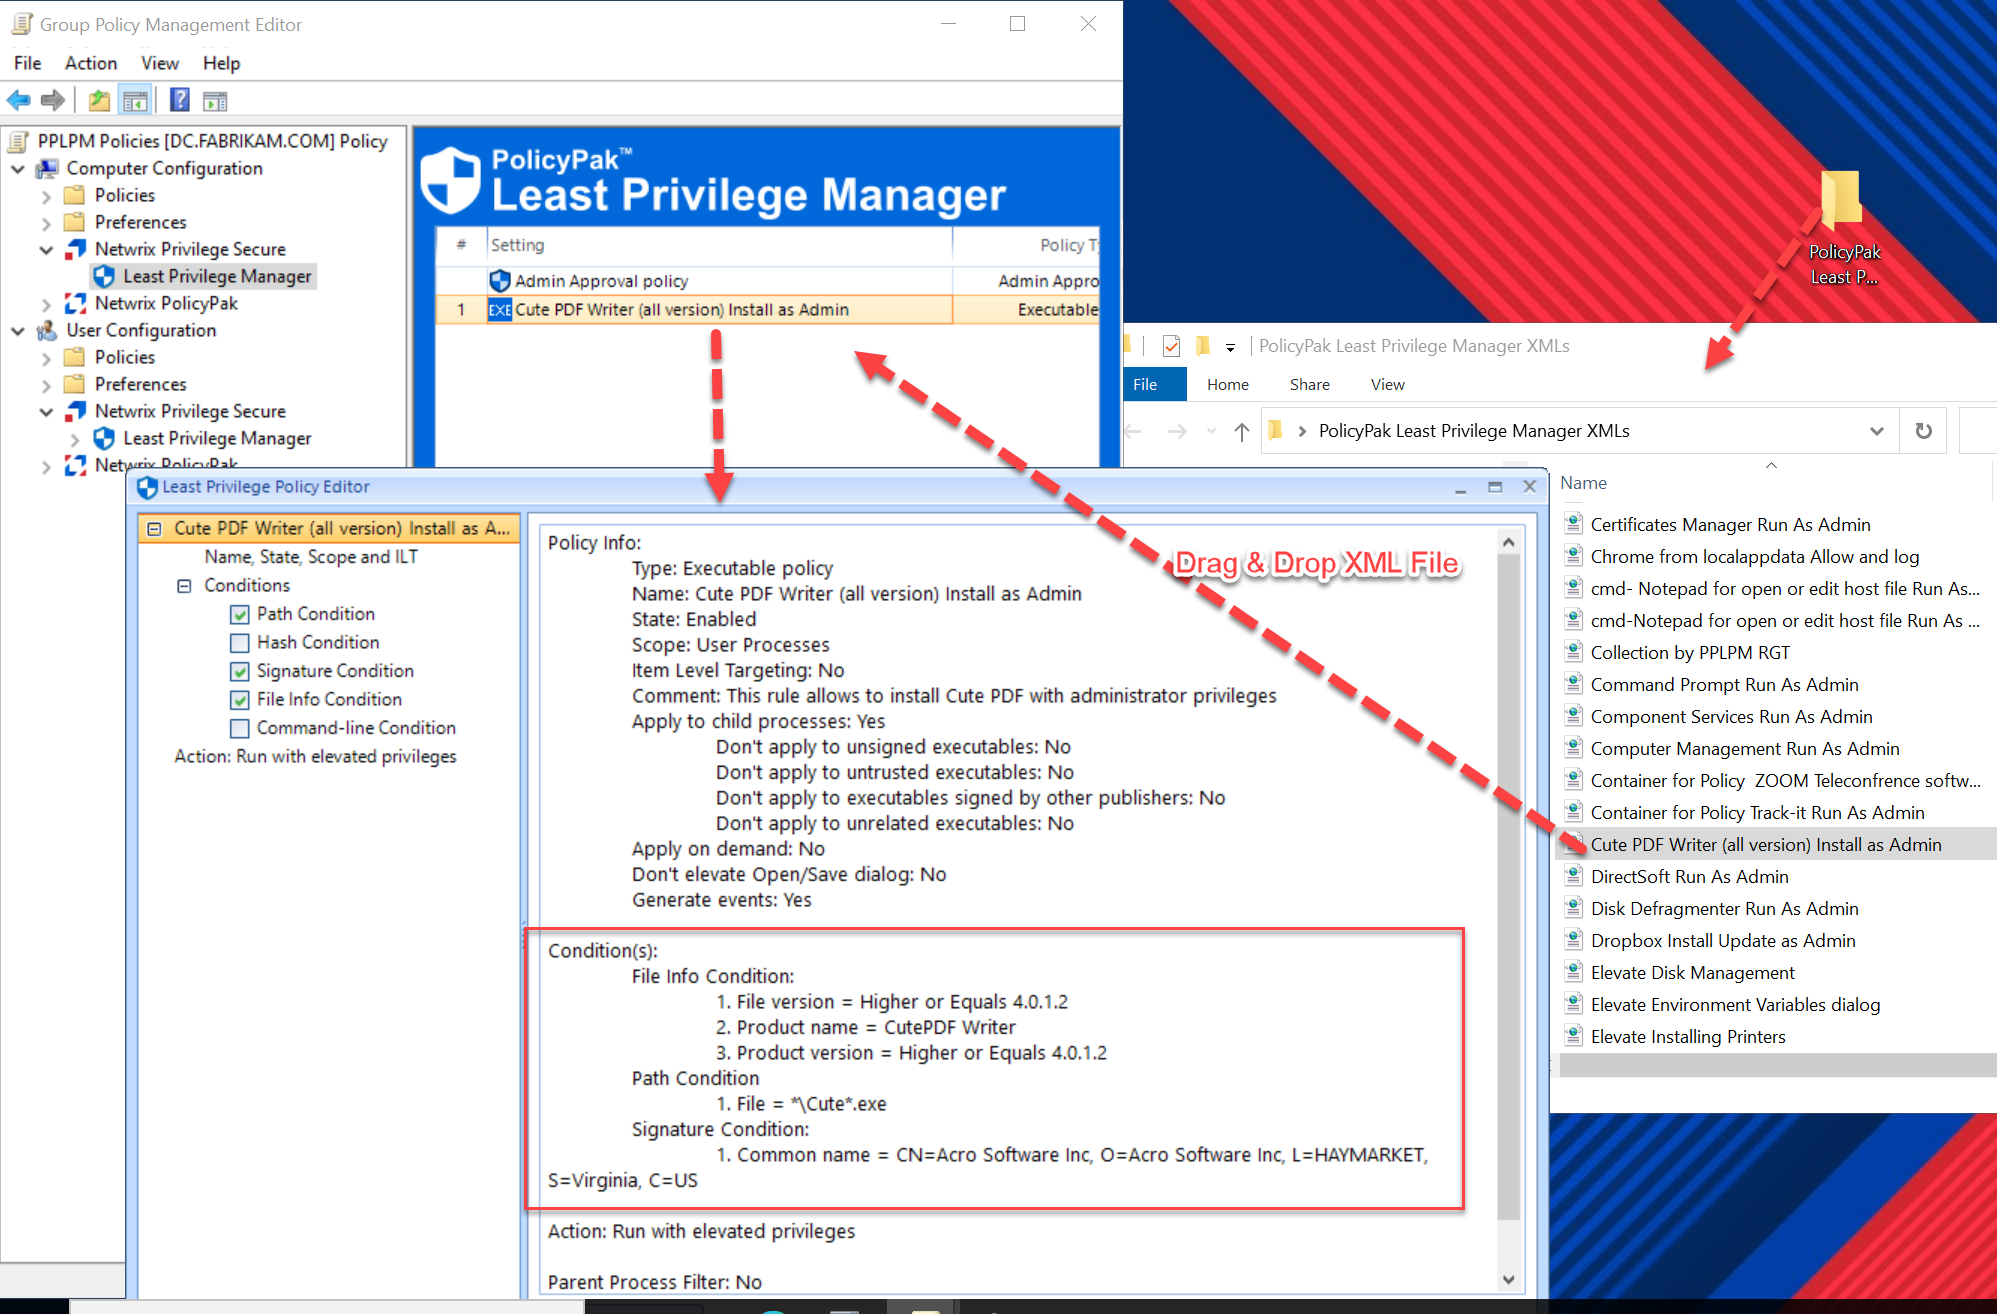 Group Policy Management Editor
File Action View Help
PPLPM Policies [DC.FABRIKAM.COM] Policy
Computer Configuration
Policies
Preferences
Netwrix Privilege Secure
Least Privilege Manager
Netwrix PolicyPak
User Configuration
Policies
Preferences
Netwrix Privilege Secure
Least Privilege Manager
Netwrix PolicyPak
PolicyPak™
Least Privilege Manager
# Setting Policy Ty
Admin Approval policy Admin Appro
1 EXE Cute PDF Writer (all version) Install as Admin Executable
PolicyPak
Least P...
PolicyPak Least Privilege Manager XMLs
File Home Share View
PolicyPak Least Privilege Manager XMLs
Name
Certificates Manager Run As Admin
Chrome from localappdata Allow and log
cmd- Notepad for open or edit host file Run As...
cmd-Notepad for open or edit host file Run As ...
Collection by PPLPM RGT
Command Prompt Run As Admin
Component Services Run As Admin
Computer Management Run As Admin
Container for Policy  ZOOM Teleconfrence softw...
Container for Policy Track-it Run As Admin
Cute PDF Writer (all version) Install as Admin
DirectSoft Run As Admin
Disk Defragmenter Run As Admin
Dropbox Install Update as Admin
Elevate Disk Management
Elevate Environment Variables dialog
Elevate Installing Printers
Drag & Drop XML File
Least Privilege Policy Editor
Cute PDF Writer (all version) Install as A...
Name, State, Scope and ILT
Conditions
Path Condition
Hash Condition
Signature Condition
File Info Condition
Command-line Condition
Action: Run with elevated privileges
Policy Info:
Type: Executable policy
Name: Cute PDF Writer (all version) Install as Admin
State: Enabled
Scope: User Processes
Item Level Targeting: No
Comment: This rule allows to install Cute PDF with administrator privileges
Apply to child processes: Yes
Don't apply to unsigned executables: No
Don't apply to untrusted executables: No
Don't apply to executables signed by other publishers: No
Don't apply to unrelated executables: No
Apply on demand: No
Don't elevate Open/Save dialog: No
Generate events: Yes
Condition(s):
File Info Condition:
1. File version = Higher or Equals 4.0.1.2
2. Product name = CutePDF Writer
3. Product version = Higher or Equals 4.0.1.2
Path Condition
1. File = *\Cute*.exe
Signature Condition:
1. Common name = CN=Acro Software Inc, O=Acro Software Inc, L=HAYMARKET,
S=Virginia, C=US
Action: Run with elevated privileges
Parent Process Filter: No